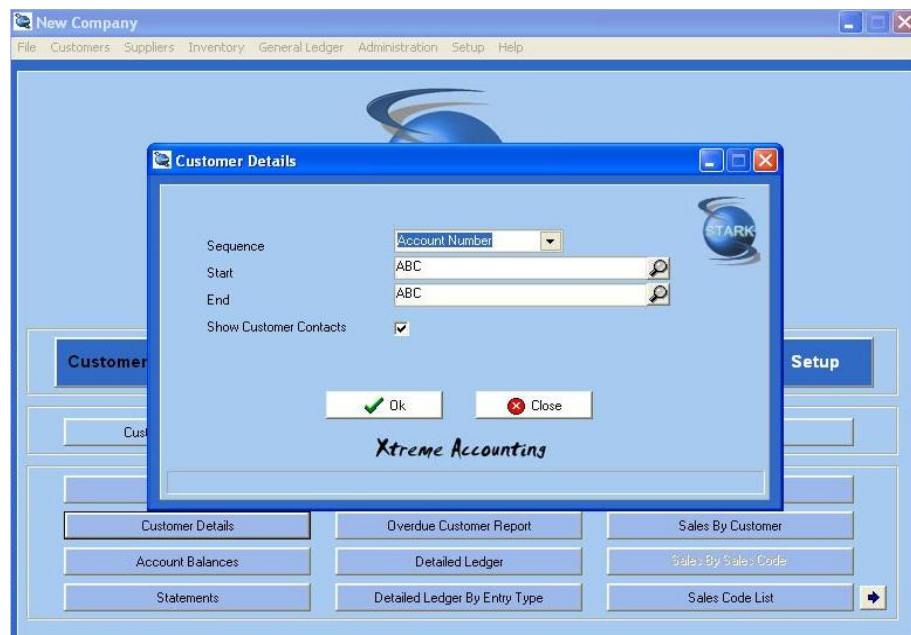 New Company
File Customers Suppliers Inventory General Ledger Administration Setup Help
Customer Details
STARK
Sequence Account Number
Start ABC
End ABC
Show Customer Contacts
Ok Close
Xtreme Accounting
Customer Setup
Cust
Customer Details Overdue Customer Report Sales By Customer
Account Balances Detailed Ledger Sales By Sales Code
Statements Detailed Ledger By Entry Type Sales Code List